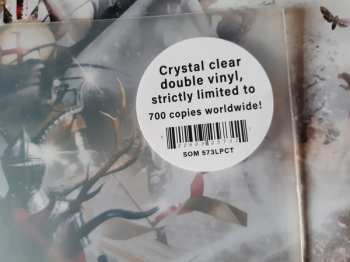 Crystal clear
double vinyl,
strictly limited to
700 copies worldwide!
SOM 573LPCT